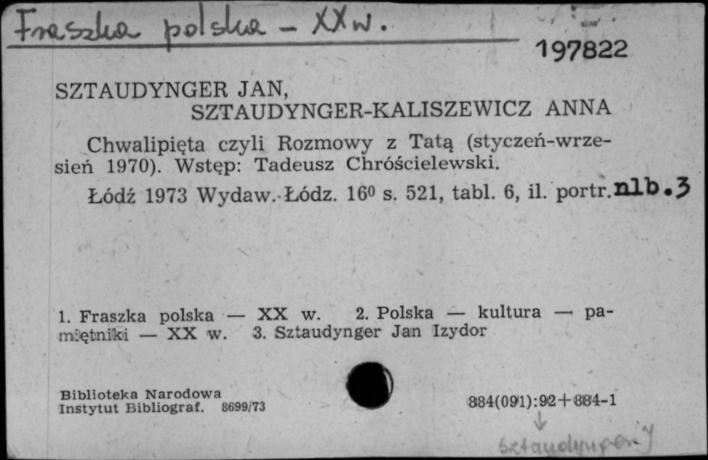 Fraszka polska – XX w.
197822
SZTAUDYNGER JAN,
SZTAUDYNGER-KALISZEWICZ ANNA
Chwalipięta czyli Rozmowy z Tatą (styczeń-wrze-
sień 1970). Wstęp: Tadeusz Chróścielewski.
Łódź 1973 Wydaw. Łódz. 16⁰ s. 521, tabl. 6, il. portr. nlb. 3
1. Fraszka polska — XX w. 2. Polska — kultura — pa-
miętniki — XX w. 3. Sztaudynger Jan Izydor
Biblioteka Narodowa
Instytut Bibliograf. 8699/73
884(091):92+884-1